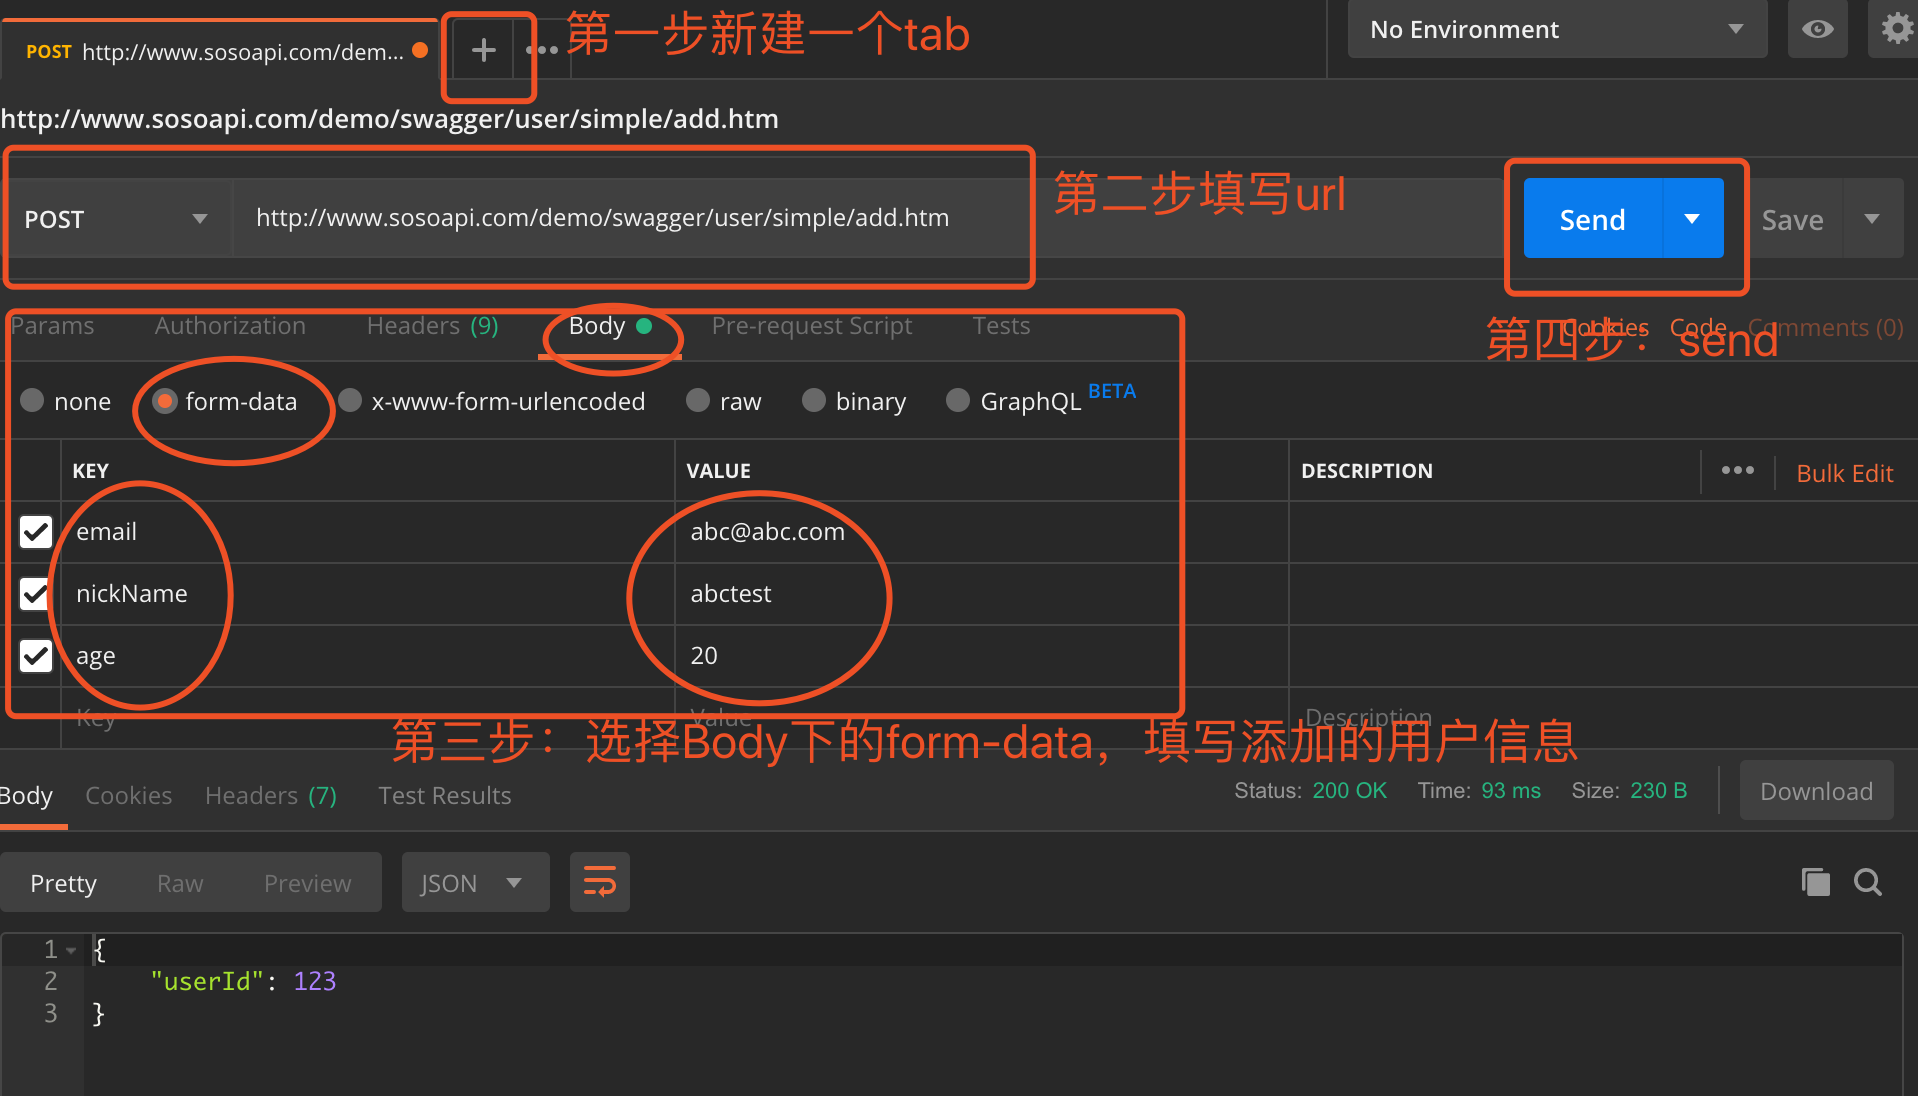 POST http://www.sosoapi.com/dem... + ••• 第一步新建一个tab No Environment
http://www.sosoapi.com/demo/swagger/user/simple/add.htm
POST http://www.sosoapi.com/demo/swagger/user/simple/add.htm 第二步填写url Send Save
Params Authorization Headers (9) Body Pre-request Script Tests Cookies Code Comments (0)
第四步：send
none form-data x-www-form-urlencoded raw binary GraphQL BETA
KEY VALUE DESCRIPTION ••• Bulk Edit
email abc@abc.com
nickName abctest
age 20
Key Value Description
第三步：选择Body下的form-data，填写添加的用户信息
Body Cookies Headers (7) Test Results Status: 200 OK Time: 93 ms Size: 230 B Download
Pretty Raw Preview JSON
1 {
2 "userId": 123
3 }